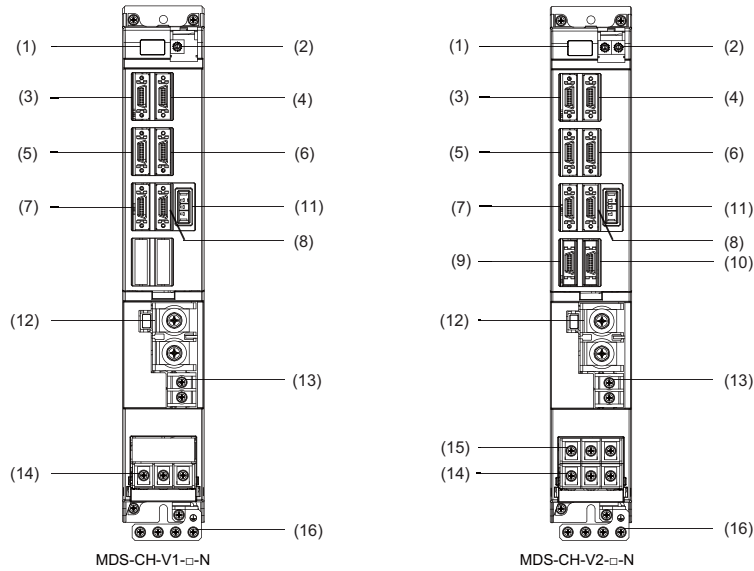 (1) (2) (1) (2)
(3) (4) (3) (4)
(5) (6) (5) (6)
(7) (11) (7) (11)
(8) (8)
(9) (10)
(12) (12)
(13) (13)
(15)
(14) (14)
(16) (16)
MDS-CH-V1-□-N MDS-CH-V2-□-N